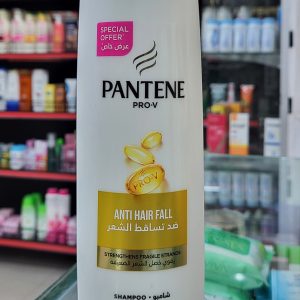 SPECIAL
OFFER
عرض خاص
PANTENE
PRO-V
PRO-V
ANTI HAIR FALL
ضد تساقط الشعر
STRENGTHENS FRAGILE STRANDS
SHAMPOO • شامبو